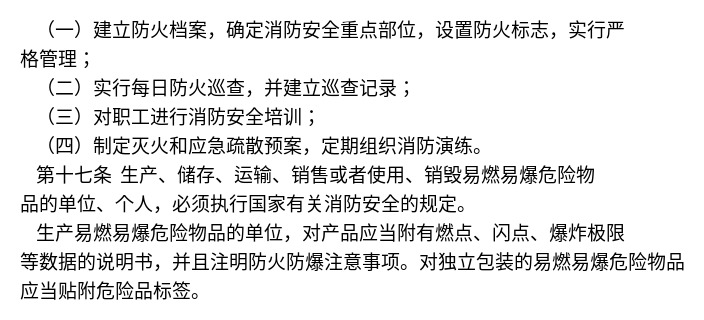 （一）建立防火档案，确定消防安全重点部位，设置防火标志，实行严
格管理；
（二）实行每日防火巡查，并建立巡查记录；
（三）对职工进行消防安全培训；
（四）制定灭火和应急疏散预案，定期组织消防演练。
第十七条 生产、储存、运输、销售或者使用、销毁易燃易爆危险物
品的单位、个人，必须执行国家有关消防安全的规定。
生产易燃易爆危险物品的单位，对产品应当附有燃点、闪点、爆炸极限
等数据的说明书，并且注明防火防爆注意事项。对独立包装的易燃易爆危险物品
应当贴附危险品标签。